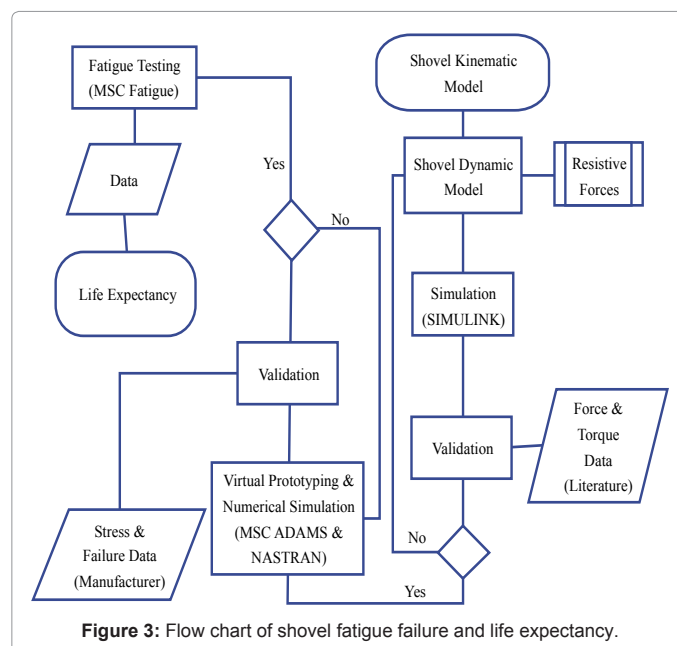 Fatigue Testing
(MSC Fatigue)
Data
Life Expectancy
Yes
No
Validation
Virtual Prototyping &
Numerical Simulation
(MSC ADAMS &
NASTRAN)
Stress &
Failure Data
(Manufacturer)
Shovel Kinematic
Model
Shovel Dynamic
Model
Resistive
Forces
Simulation
(SIMULINK)
Validation
Force &
Torque
Data
(Literature)
No
Yes
Figure 3: Flow chart of shovel fatigue failure and life expectancy.